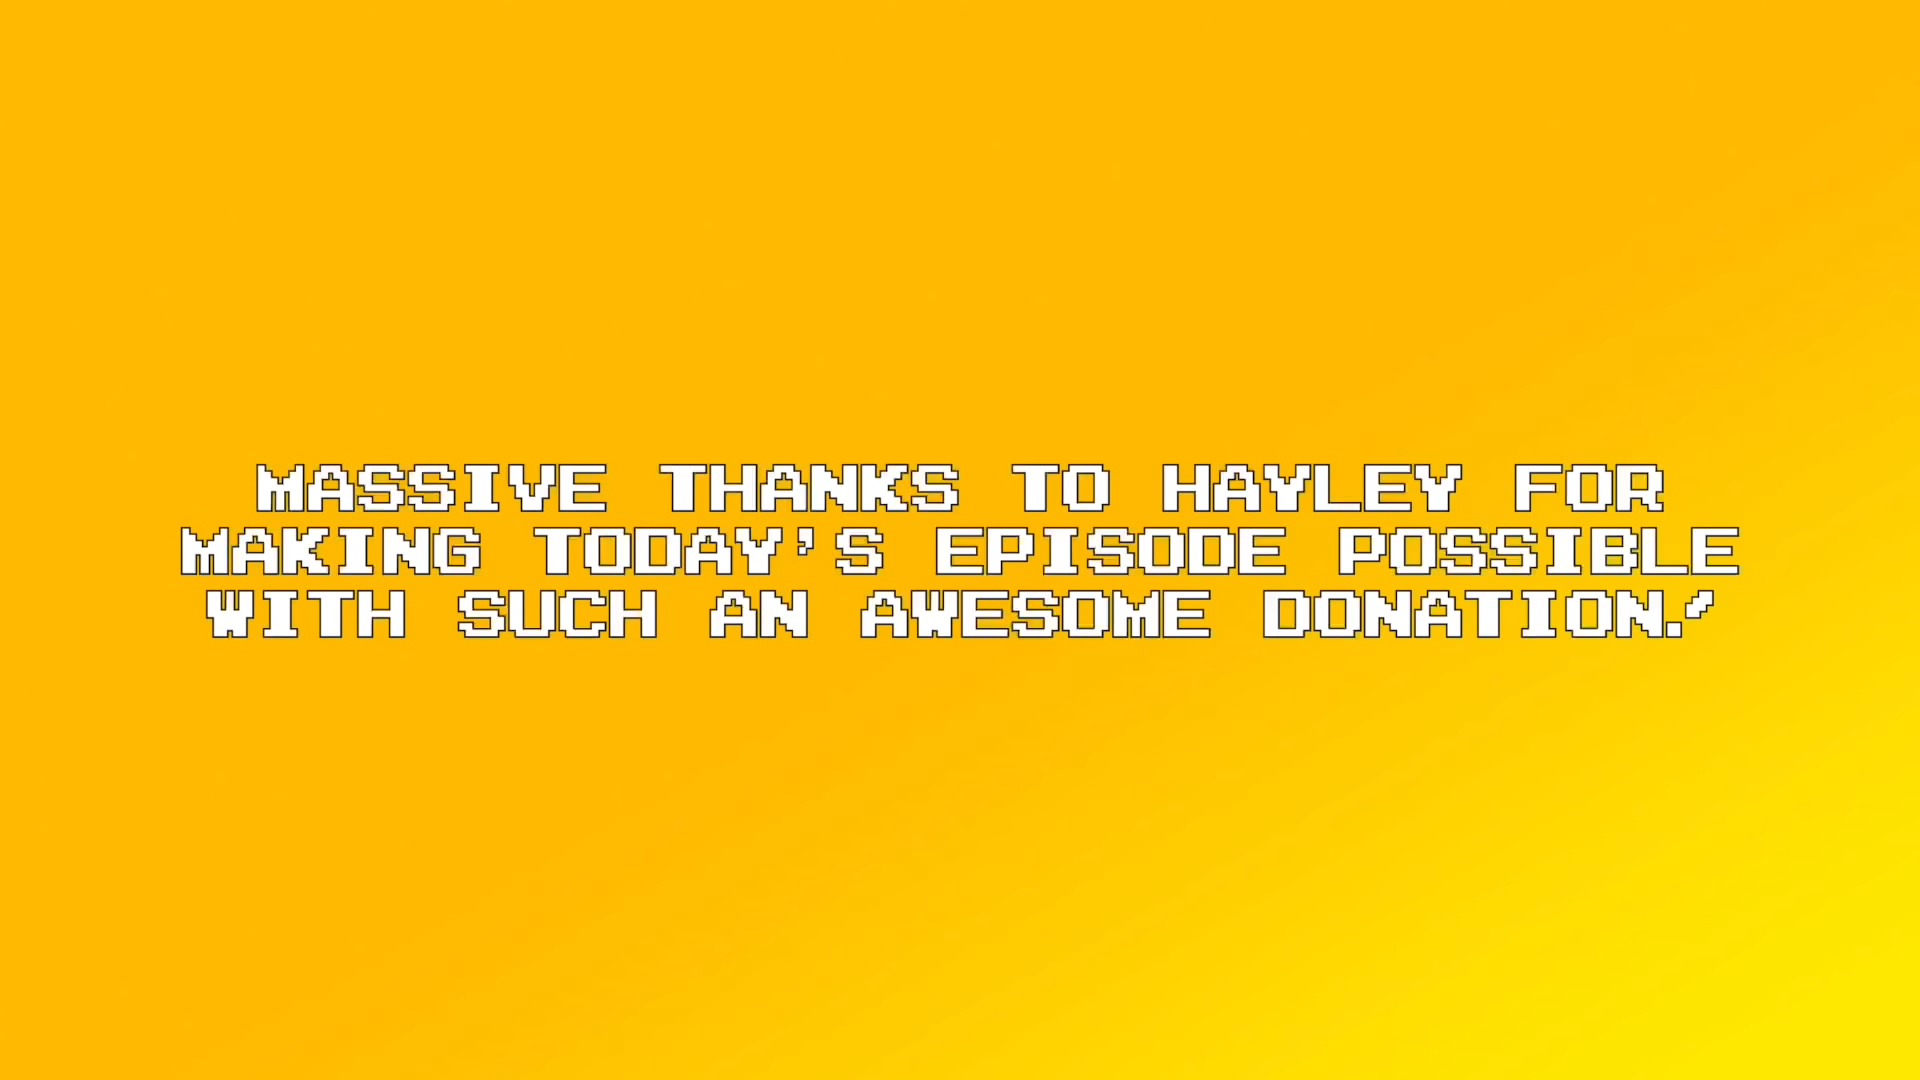 MASSIVE THANKS TO HAYLEY FOR
MAKING TODAY'S EPISODE POSSIBLE
WITH SUCH AN AWESOME DONATION!